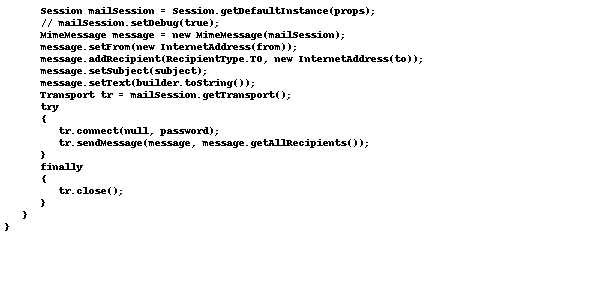 Session mailSession = Session.getDefaultInstance(props);
// mailSession.setDebug(true);
MimeMessage message = new MimeMessage(mailSession);
message.setFrom(new InternetAddress(from));
message.addRecipient(RecipientType.TO, new InternetAddress(to));
message.setSubject(subject);
message.setText(builder.toString());
Transport tr = mailSession.getTransport();
try
{
tr.connect(null, password);
tr.sendMessage(message, message.getAllRecipients());
}
finally
{
tr.close();
}
}
}